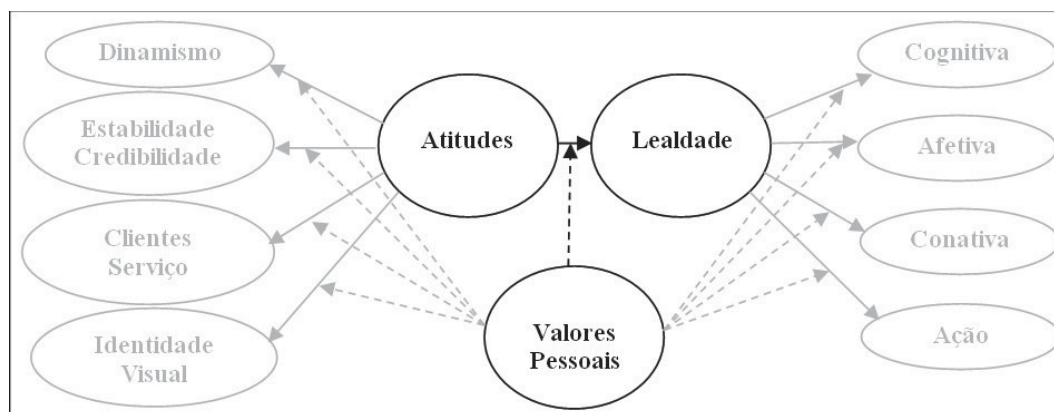 Dinamismo
Estabilidade
Credibilidade
Clientes
Serviço
Identidade
Visual
Atitudes
Lealdade
Valores
Pessoais
Cognitiva
Afetiva
Conativa
Ação